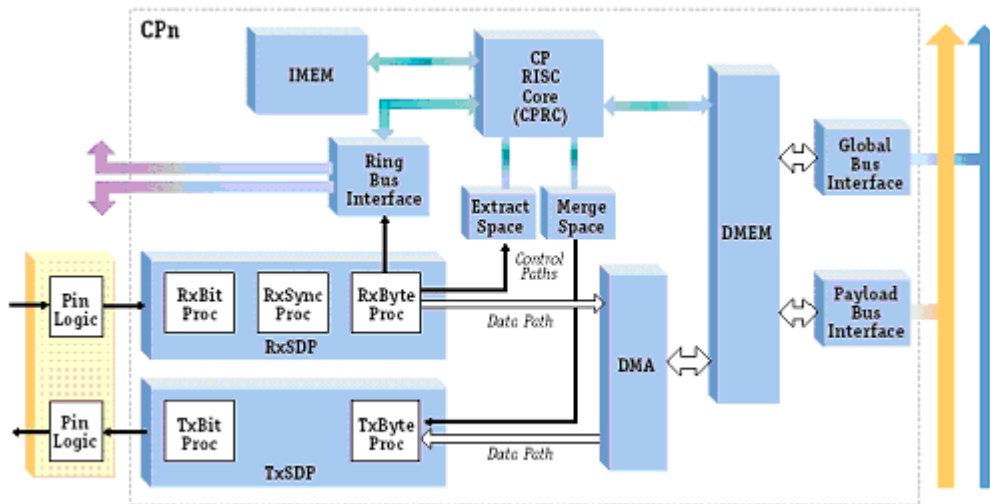 CPn
IMEM
CP
RISC
Core
(CPRC)
Ring
Bus
Interface
Extract
Space
Merge
Space
Global
Bus
Interface
DMEM
Control
Paths
Pin
Logic
RxBit
Proc
RxSync
Proc
RxByte
Proc
RxSDP
Data Path
DMA
Payload
Bus
Interface
Pin
Logic
TxBit
Proc
TxByte
Proc
TxSDP
Data Path